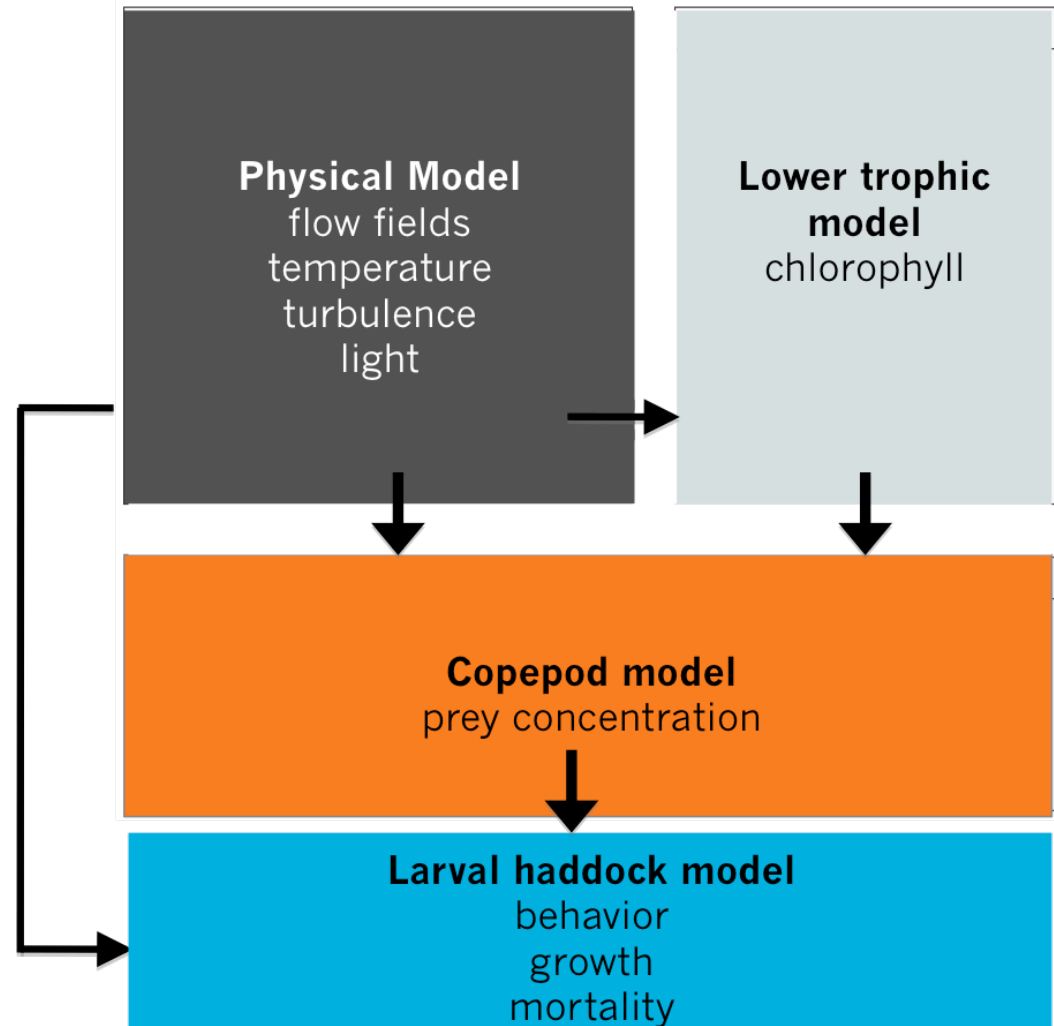 Physical Model
flow fields
temperature
turbulence
light
Lower trophic
model
chlorophyll
Copepod model
prey concentration
Larval haddock model
behavior
growth
mortality